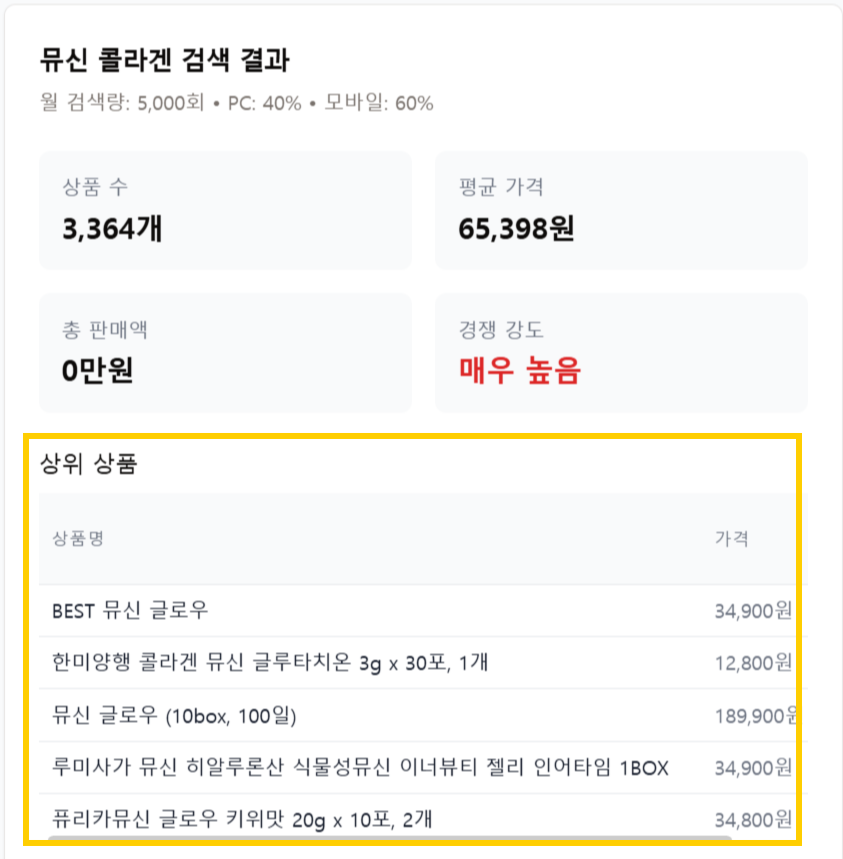 뮤신 콜라겐 검색 결과
월 검색량: 5,000회 • PC: 40% • 모바일: 60%
상품 수
3,364개
평균 가격
65,398원
총 판매액
0만원
경쟁 강도
매우 높음
상위 상품
상품명 가격
BEST 뮤신 글로우 34,900원
한미양행 콜라겐 뮤신 글루타치온 3g x 30포, 1개 12,800원
뮤신 글로우 (10box, 100일) 189,900원
루미사가 뮤신 히알루론산 식물성뮤신 이너뷰티 젤리 인어타임 1BOX 34,900원
퓨리카뮤신 글로우 키위맛 20g x 10포, 2개 34,800원